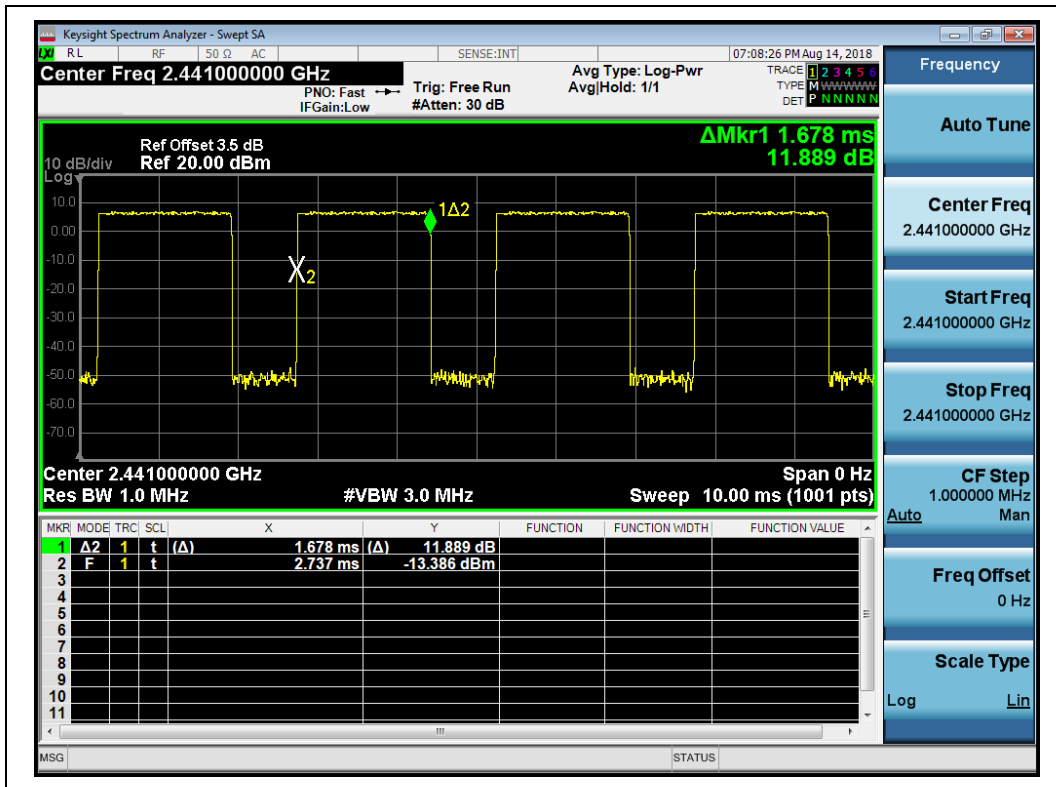 Keysight Spectrum Analyzer - Swept SA
LXI RL RF 50 Ω AC SENSE:INT 07:08:26 PM Aug 14, 2018
Center Freq 2.441000000 GHz
PNO: Fast
IFGain:Low
Trig: Free Run
#Atten: 30 dB
Avg Type: Log-Pwr
Avg|Hold: 1/1
TRACE 1 2 3 4 5 6
TYPE M WWWWW
DET P N N N N N
Ref Offset 3.5 dB
10 dB/div Ref 20.00 dBm
Log
ΔMkr1 1.678 ms
11.889 dB
10.0
0.00
-10.0
-20.0
-30.0
-40.0
-50.0
-60.0
-70.0
1Δ2
X2
Center 2.441000000 GHz Span 0 Hz
Res BW 1.0 MHz #VBW 3.0 MHz Sweep 10.00 ms (1001 pts)
MKR MODE TRC SCL X Y FUNCTION FUNCTION WIDTH FUNCTION VALUE
1 Δ2 1 t (Δ) 1.678 ms (Δ) 11.889 dB
2 F 1 t 2.737 ms -13.386 dBm
3
4
5
6
7
8
9
10
11
MSG STATUS
Frequency
Auto Tune
Center Freq
2.441000000 GHz
Start Freq
2.441000000 GHz
Stop Freq
2.441000000 GHz
CF Step
1.000000 MHz
Auto Man
Freq Offset
0 Hz
Scale Type
Log Lin